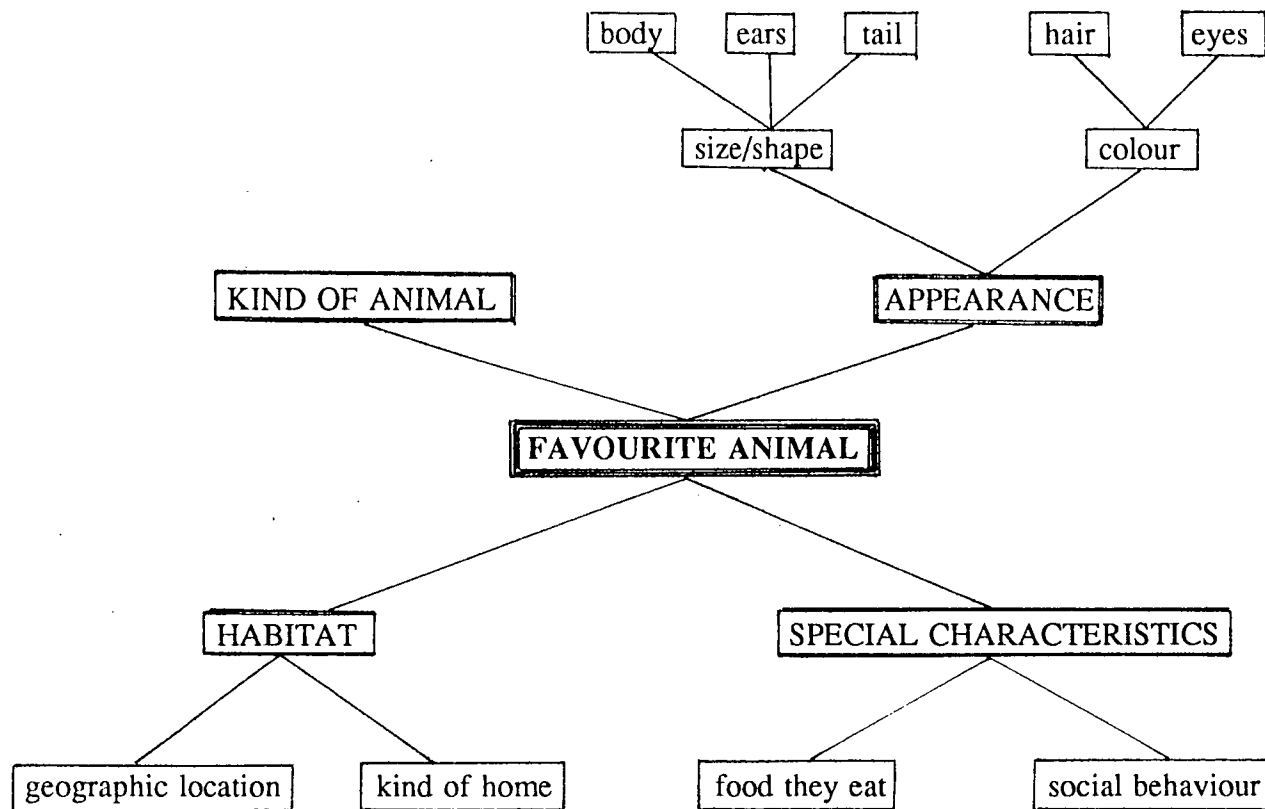 body ears tail hair eyes
size/shape colour
KIND OF ANIMAL APPEARANCE
FAVOURITE ANIMAL
HABITAT SPECIAL CHARACTERISTICS
geographic location kind of home food they eat social behaviour